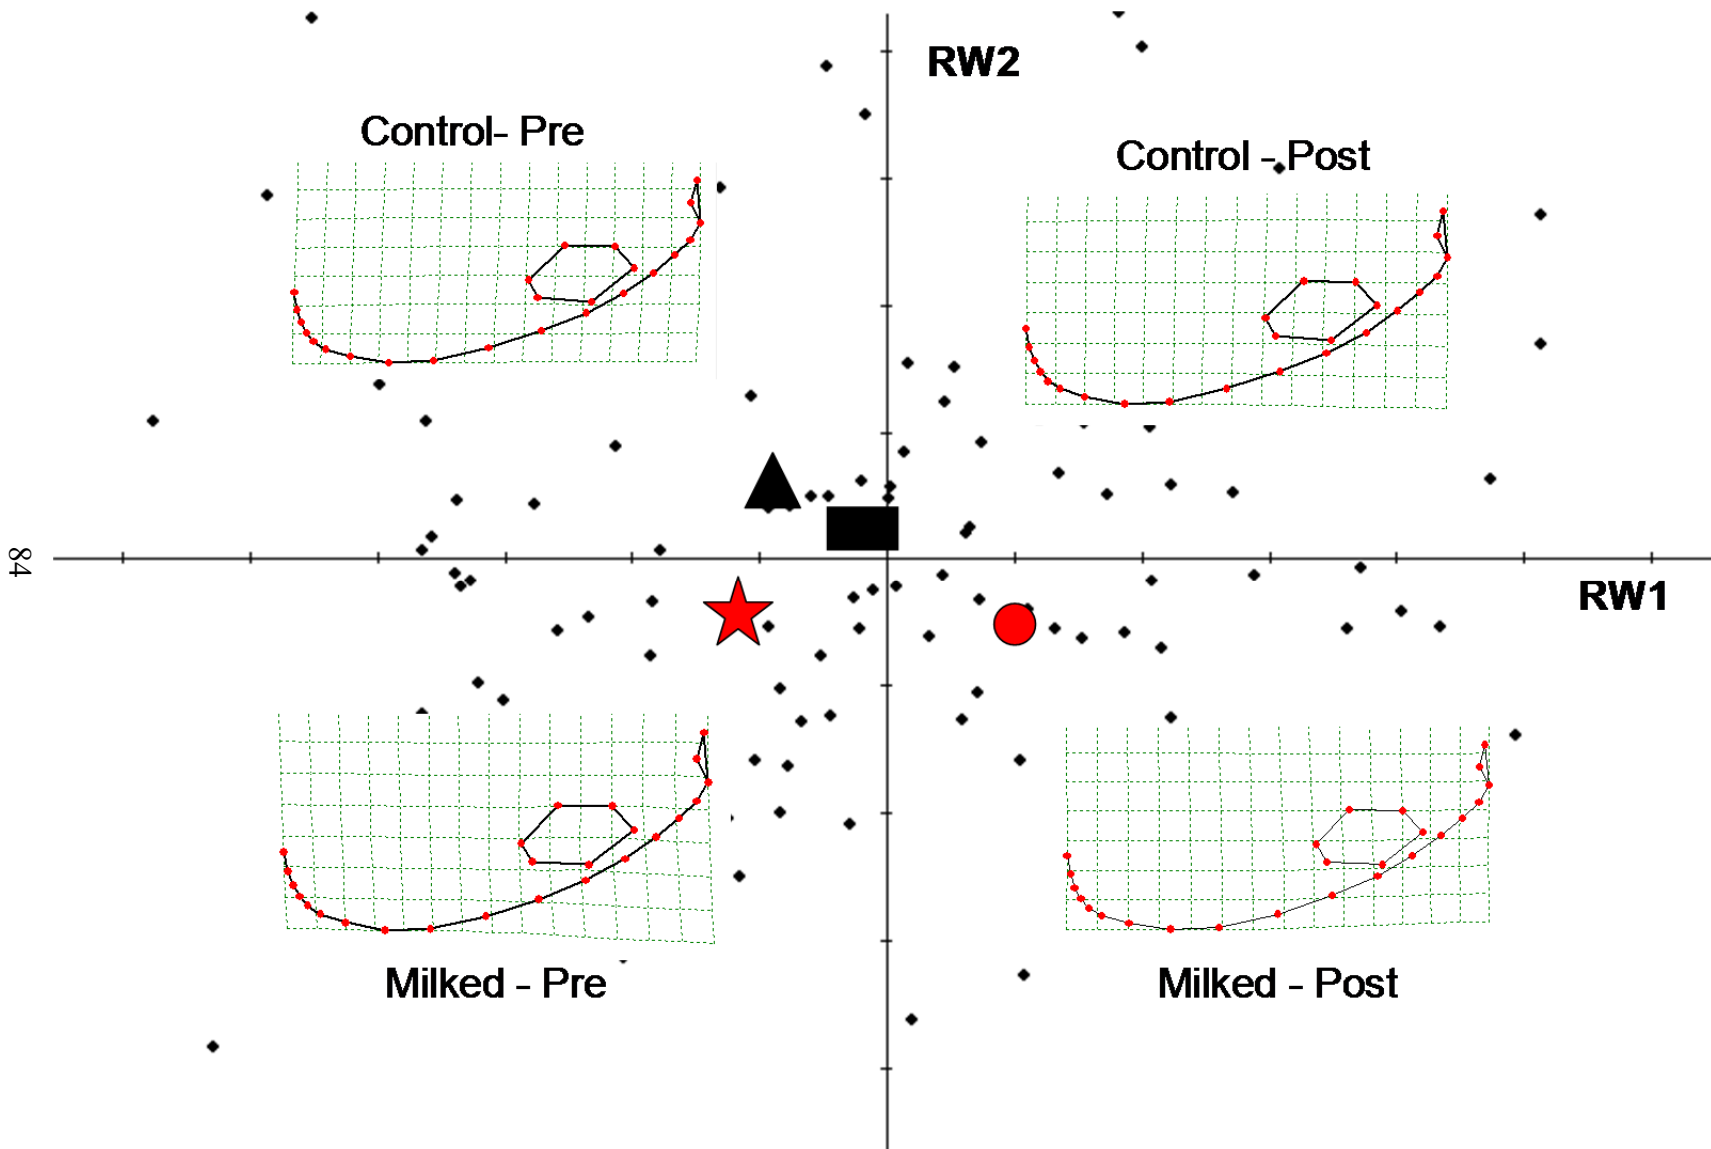 RW2
Control- Pre
Control - Post
84
RW1
Milked - Pre
Milked - Post